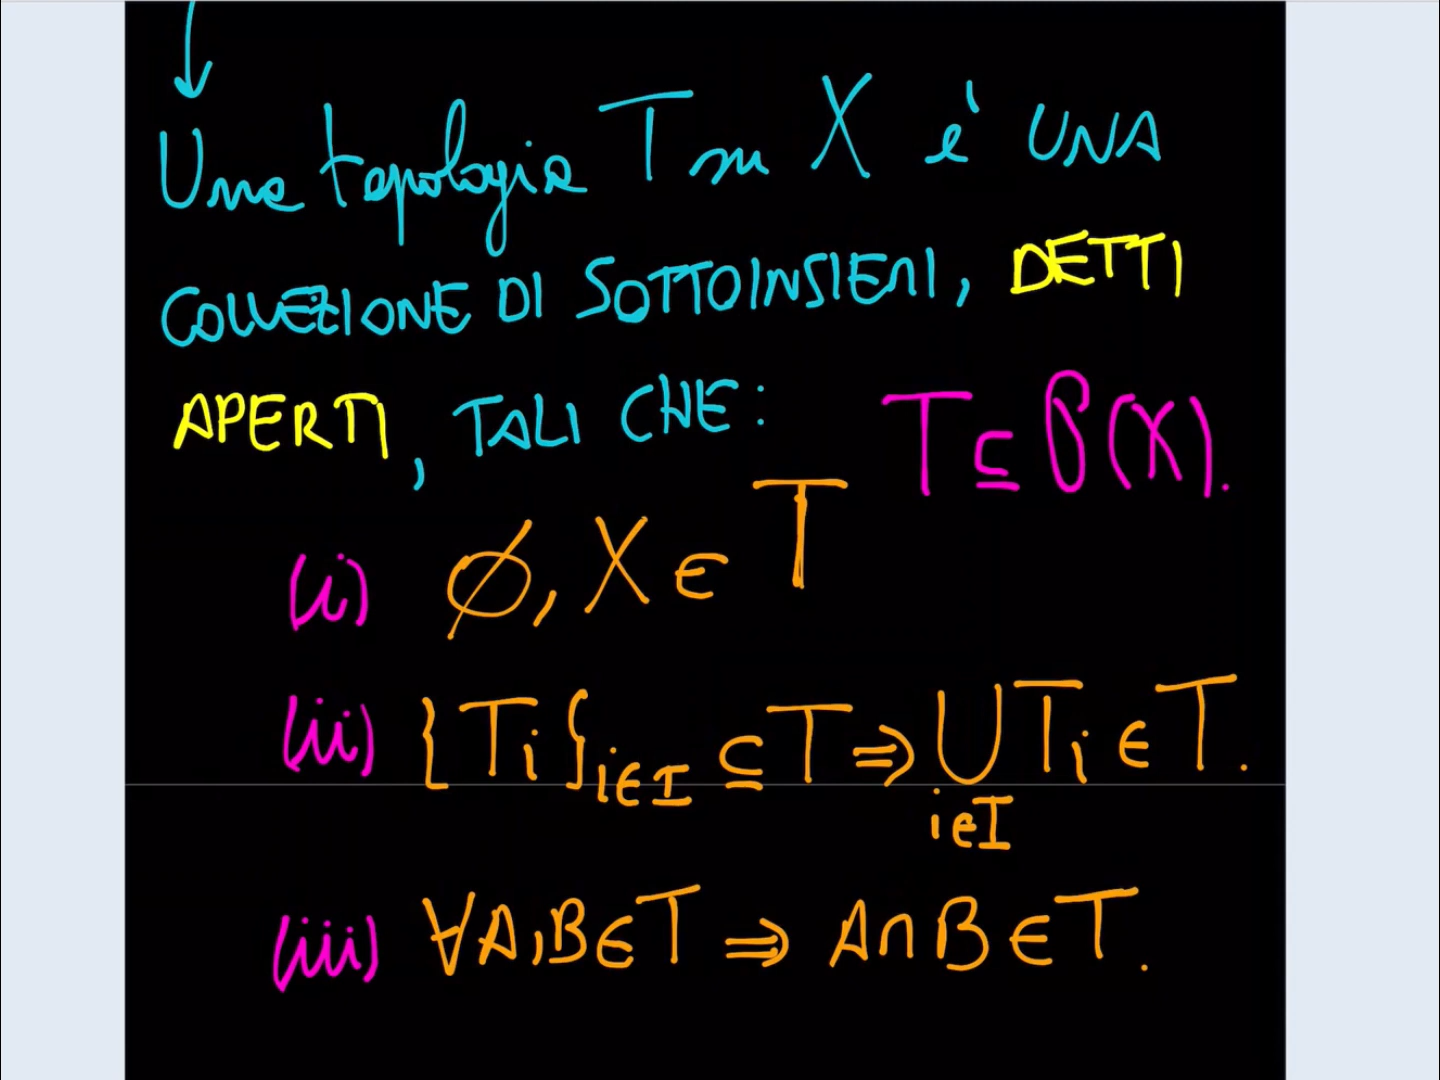 Una topologia T su X è UNA
COLLEZIONE DI SOTTOINSIEMI, DETTI
APERTI, TALI CHE: T ⊆ P(X).
(i) ∅, X ∈ T
(ii) {Ti}i∈I ⊆ T ⇒ ⋃i∈I Ti ∈ T.
(iii) ∀A,B∈T ⇒ A∩B ∈ T.